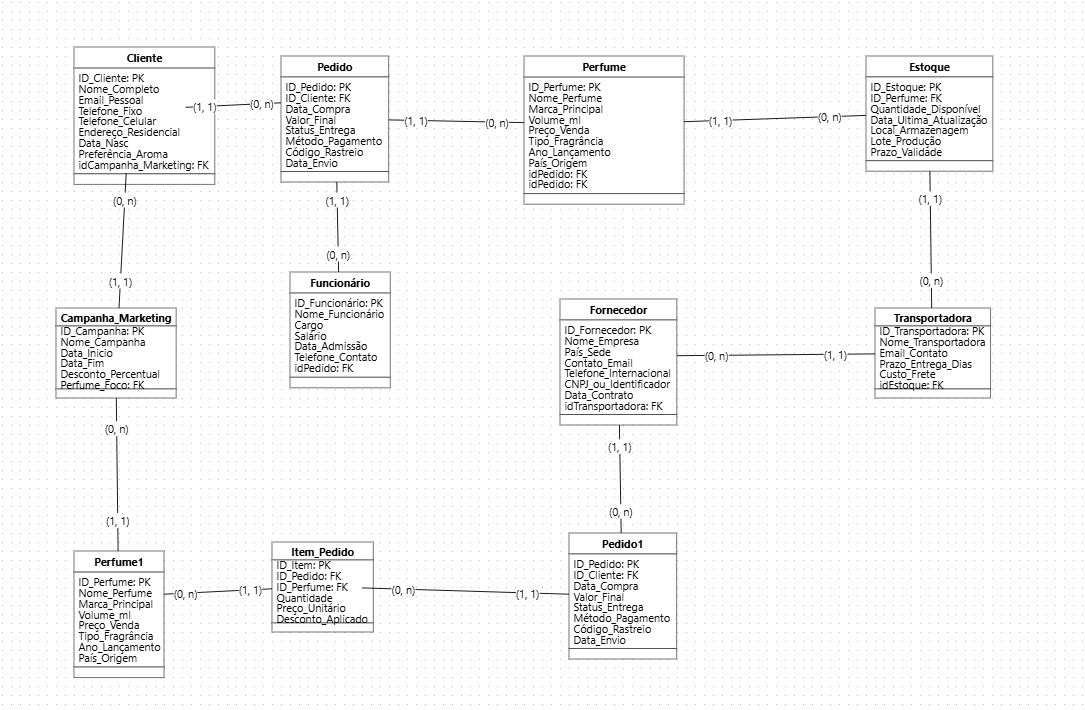 Cliente
ID_Cliente: PK
Nome_Completo
Email_Pessoal
Telefone_Fixo
Telefone_Celular
Endereço_Residencial
Data_Nasc
Preferência_Aroma
idCampanha_Marketing: FK
(1, 1)
(0, n)
Pedido
ID_Pedido: PK
ID_Cliente: FK
Data_Compra
Valor_Final
Status_Entrega
Método_Pagamento
Código_Rastreio
Data_Envio
(1, 1)
(0, n)
Perfume
ID_Perfume: PK
Nome_Perfume
Marca_Principal
Volume_ml
Preço_Venda
Tipo_Fragrância
Ano_Lançamento
País_Origem
idPedido: FK
idPedido: FK
(1, 1)
(0, n)
Estoque
ID_Estoque: PK
ID_Perfume: FK
Quantidade_Disponível
Data_Ultima_Atualização
Local_Armazenagem
Lote_Produção
Prazo_Validade
(0, n)
(1, 1)
(1, 1)
(0, n)
(1, 1)
(0, n)
Campanha_Marketing
ID_Campanha: PK
Nome_Campanha
Data_Inicio
Data_Fim
Desconto_Percentual
Perfume_Foco: FK
Funcionário
ID_Funcionário: PK
Nome_Funcionário
Cargo
Salário
Data_Admissão
Telefone_Contato
idPedido: FK
Fornecedor
ID_Fornecedor: PK
Nome_Empresa
País_Sede
Contato_Email
Telefone_Internacional
CNPJ_ou_Identificador
Data_Contrato
idTransportadora: FK
(0, n)
(1, 1)
Transportadora
ID_Transportadora: PK
Nome_Transportadora
Email_Contato
Prazo_Entrega_Dias
Custo_Frete
idEstoque: FK
(0, n)
(1, 1)
(1, 1)
(0, n)
Perfume1
ID_Perfume: PK
Nome_Perfume
Marca_Principal
Volume_ml
Preço_Venda
Tipo_Fragrância
Ano_Lançamento
País_Origem
(0, n)
(1, 1)
Item_Pedido
ID_Item: PK
ID_Pedido: FK
ID_Perfume: FK
Quantidade
Preço_Unitário
Desconto_Aplicado
(0, n)
(1, 1)
Pedido1
ID_Pedido: PK
ID_Cliente: FK
Data_Compra
Valor_Final
Status_Entrega
Método_Pagamento
Código_Rastreio
Data_Envio